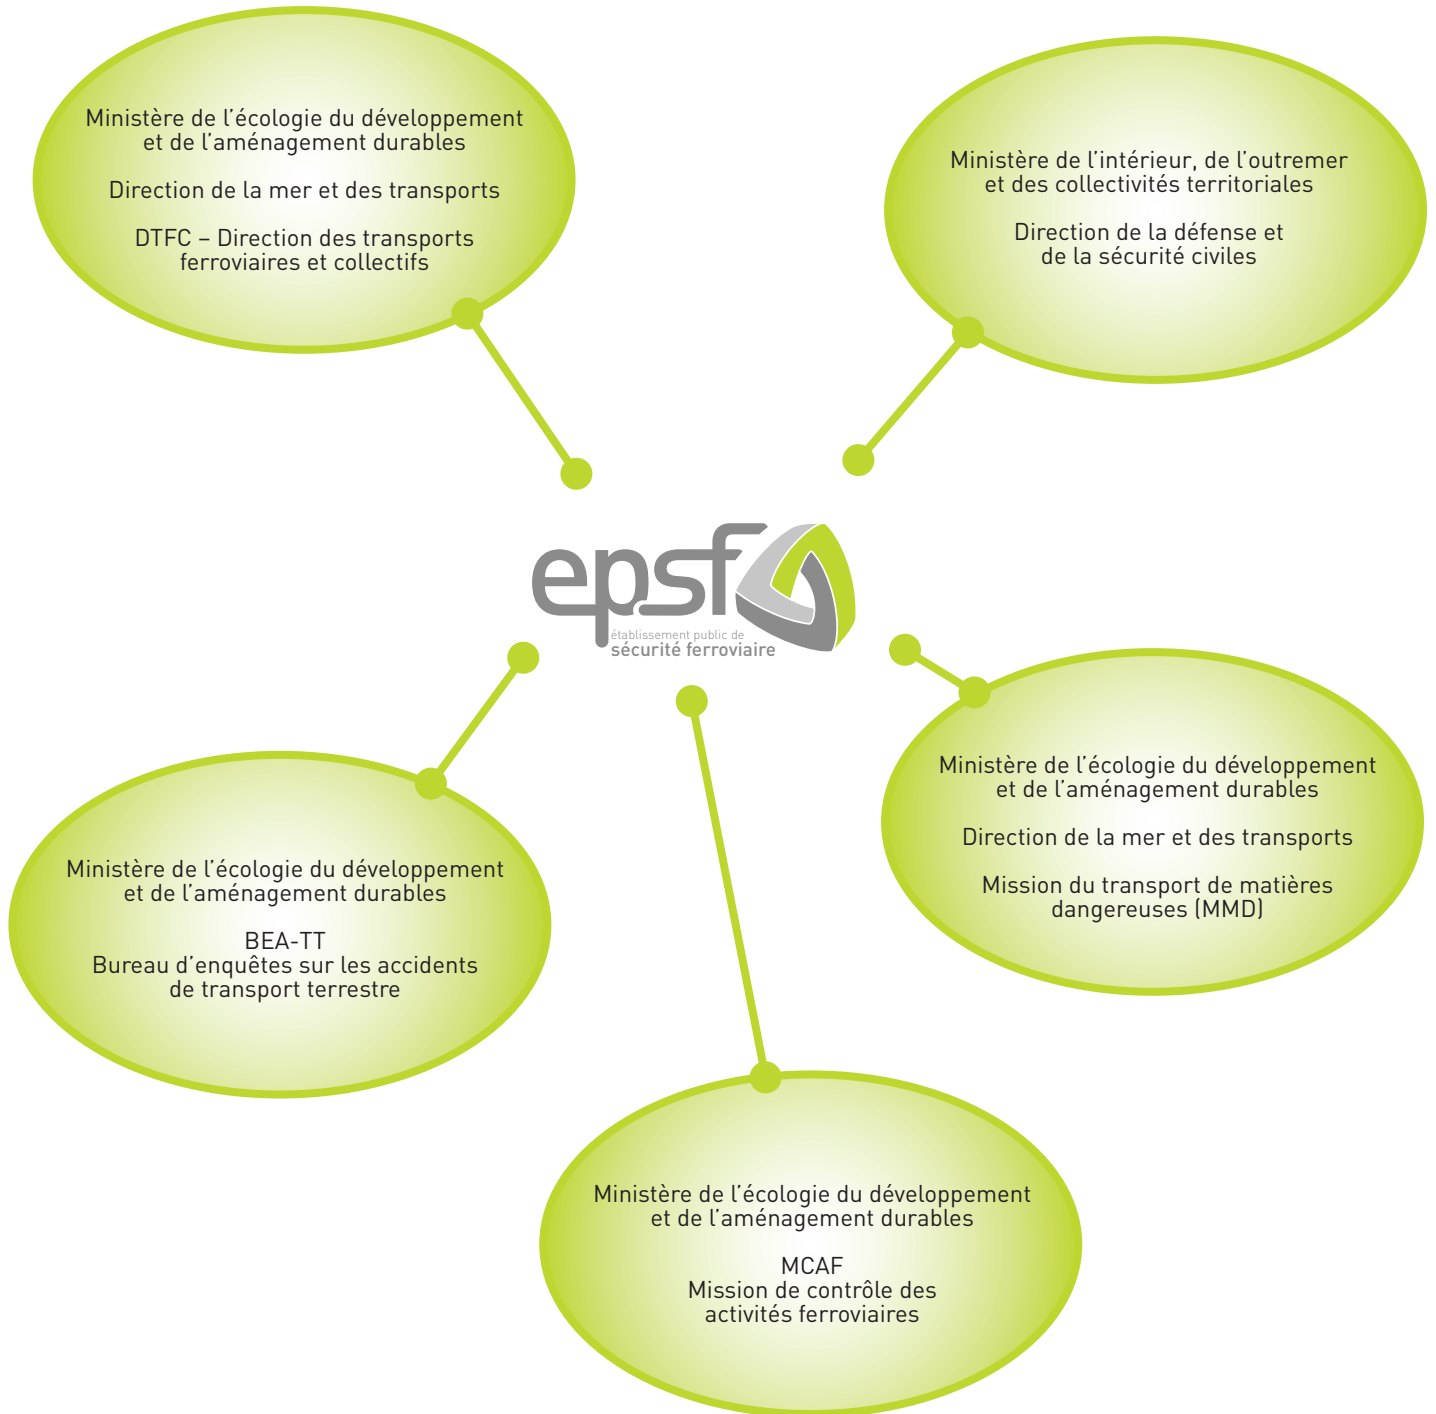 Ministère de l'écologie du développement
et de l'aménagement durables
Direction de la mer et des transports
DTFC – Direction des transports
ferroviaires et collectifs
Ministère de l'intérieur, de l'outremer
et des collectivités territoriales
Direction de la défense et
de la sécurité civiles
epsf
établissement public de
sécurité ferroviaire
Ministère de l'écologie du développement
et de l'aménagement durables
Direction de la mer et des transports
Mission du transport de matières
dangereuses (MMD)
Ministère de l'écologie du développement
et de l'aménagement durables
BEA-TT
Bureau d'enquêtes sur les accidents
de transport terrestre
Ministère de l'écologie du développement
et de l'aménagement durables
MCAF
Mission de contrôle des
activités ferroviaires